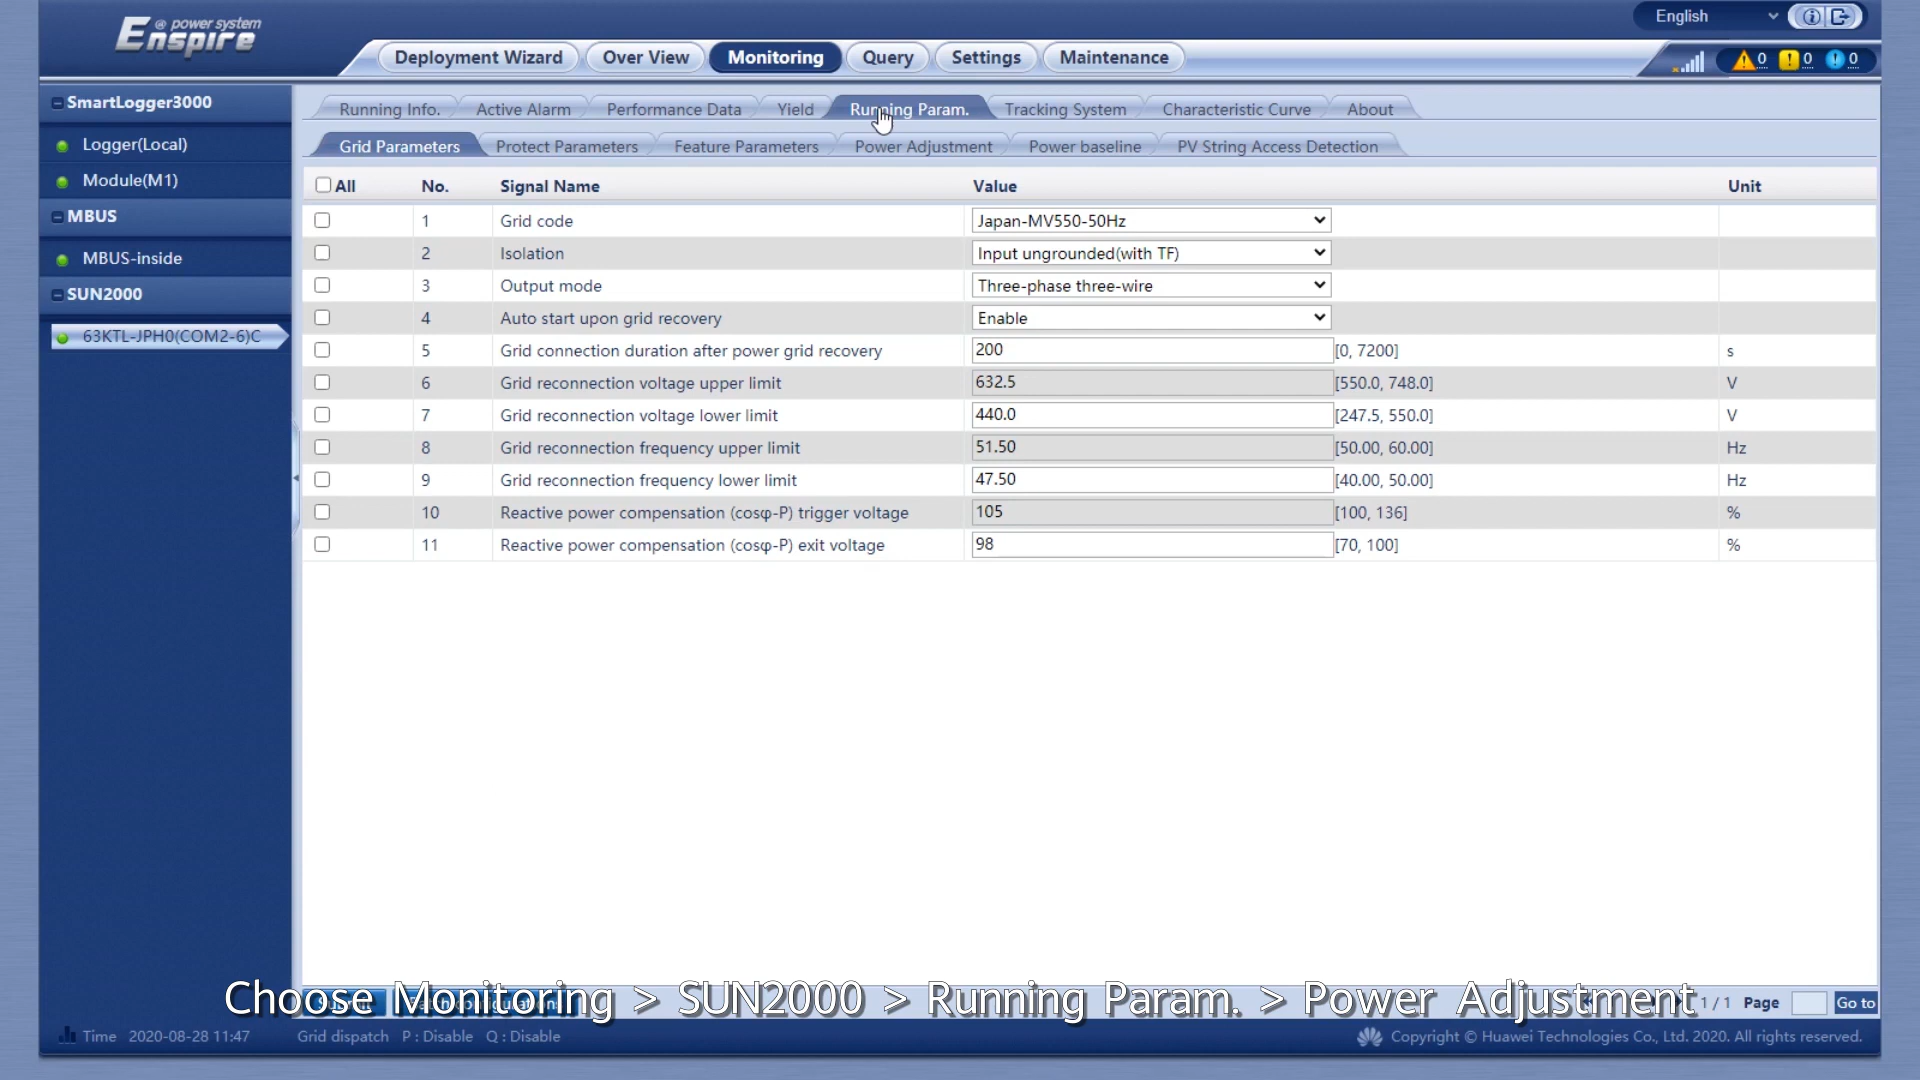 @ power system
Enspire
English
Deployment Wizard Over View Monitoring Query Settings Maintenance
0 0 0
SmartLogger3000
Logger(Local)
Module(M1)
MBUS
MBUS-inside
SUN2000
63KTL-JPH0(COM2-6)C
Running Info. Active Alarm Performance Data Yield Running Param. Tracking System Characteristic Curve About
Grid Parameters Protect Parameters Feature Parameters Power Adjustment Power baseline PV String Access Detection
All No. Signal Name Value Unit
1 Grid code Japan-MV550-50Hz
2 Isolation Input ungrounded(with TF)
3 Output mode Three-phase three-wire
4 Auto start upon grid recovery Enable
5 Grid connection duration after power grid recovery 200 [0, 7200] s
6 Grid reconnection voltage upper limit 632.5 [550.0, 748.0] V
7 Grid reconnection voltage lower limit 440.0 [247.5, 550.0] V
8 Grid reconnection frequency upper limit 51.50 [50.00, 60.00] Hz
9 Grid reconnection frequency lower limit 47.50 [40.00, 50.00] Hz
10 Reactive power compensation (cosφ-P) trigger voltage 105 [100, 136] %
11 Reactive power compensation (cosφ-P) exit voltage 98 [70, 100] %
Choose Monitoring > SUN2000 > Running Param. > Power Adjustment
1 / 1 Page Go to
Time 2020-08-28 11:47 Grid dispatch P : Disable Q : Disable
Copyright © Huawei Technologies Co., Ltd. 2020. All rights reserved.